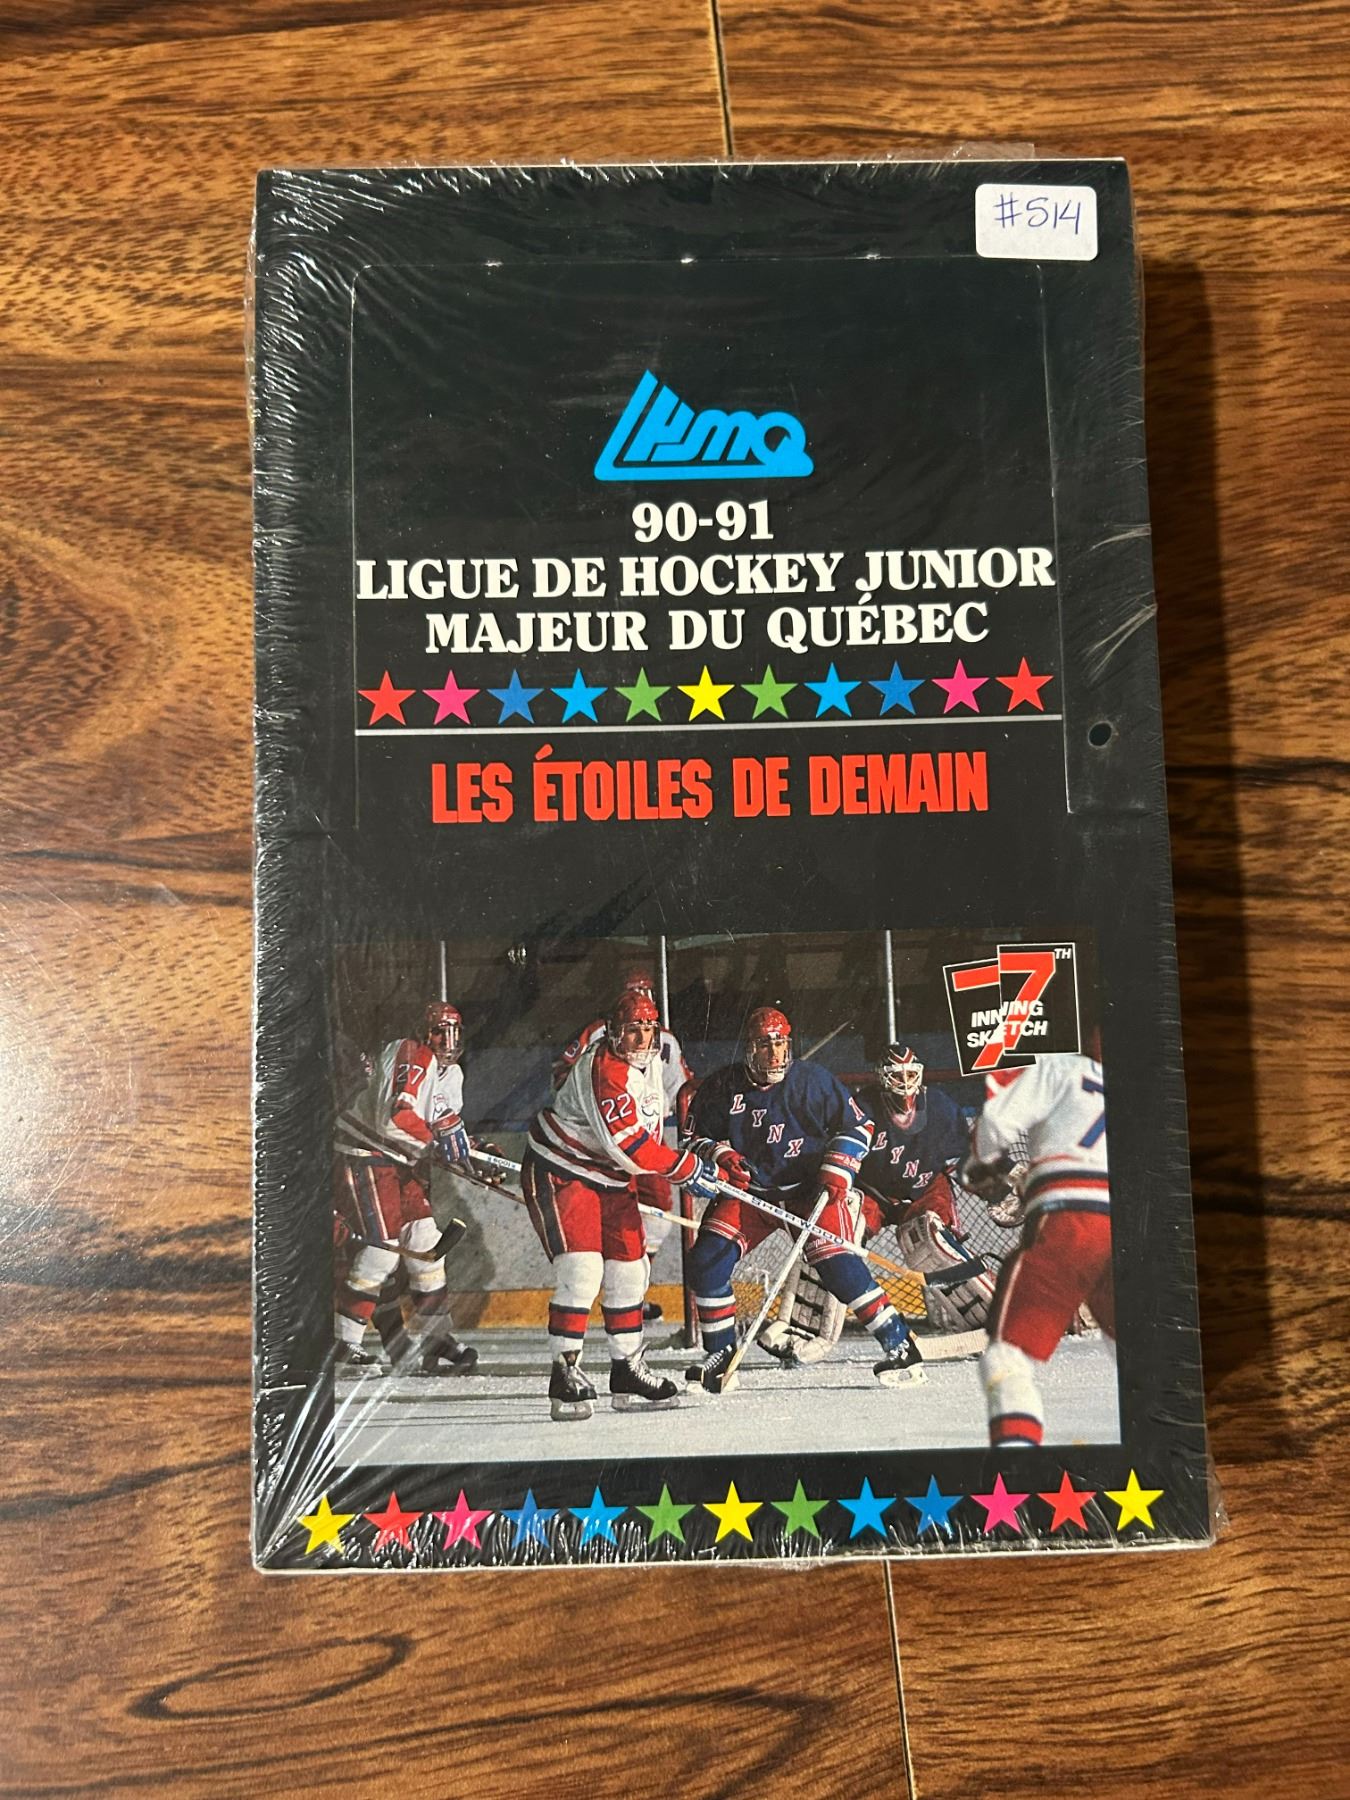 #514
LHJMQ
90-91
LIGUE DE HOCKEY JUNIOR
MAJEUR DU QUÉBEC
LES ÉTOILES DE DEMAIN
7TH
INNING
SKETCH
27
22
LYNX
LYNX
SHERWOOD